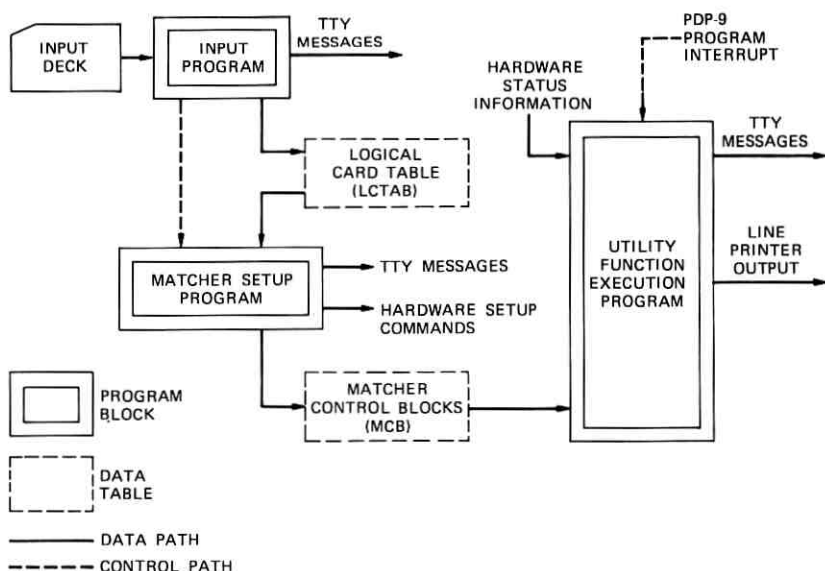 INPUT
DECK
INPUT
PROGRAM
TTY
MESSAGES
PDP-9
PROGRAM
INTERRUPT
HARDWARE
STATUS
INFORMATION
TTY
MESSAGES
LOGICAL
CARD TABLE
(LCTAB)
LINE
PRINTER
OUTPUT
UTILITY
FUNCTION
EXECUTION
PROGRAM
MATCHER SETUP
PROGRAM
TTY MESSAGES
HARDWARE SETUP
COMMANDS
MATCHER
CONTROL BLOCKS
(MCB)
PROGRAM
BLOCK
DATA
TABLE
DATA PATH
CONTROL PATH